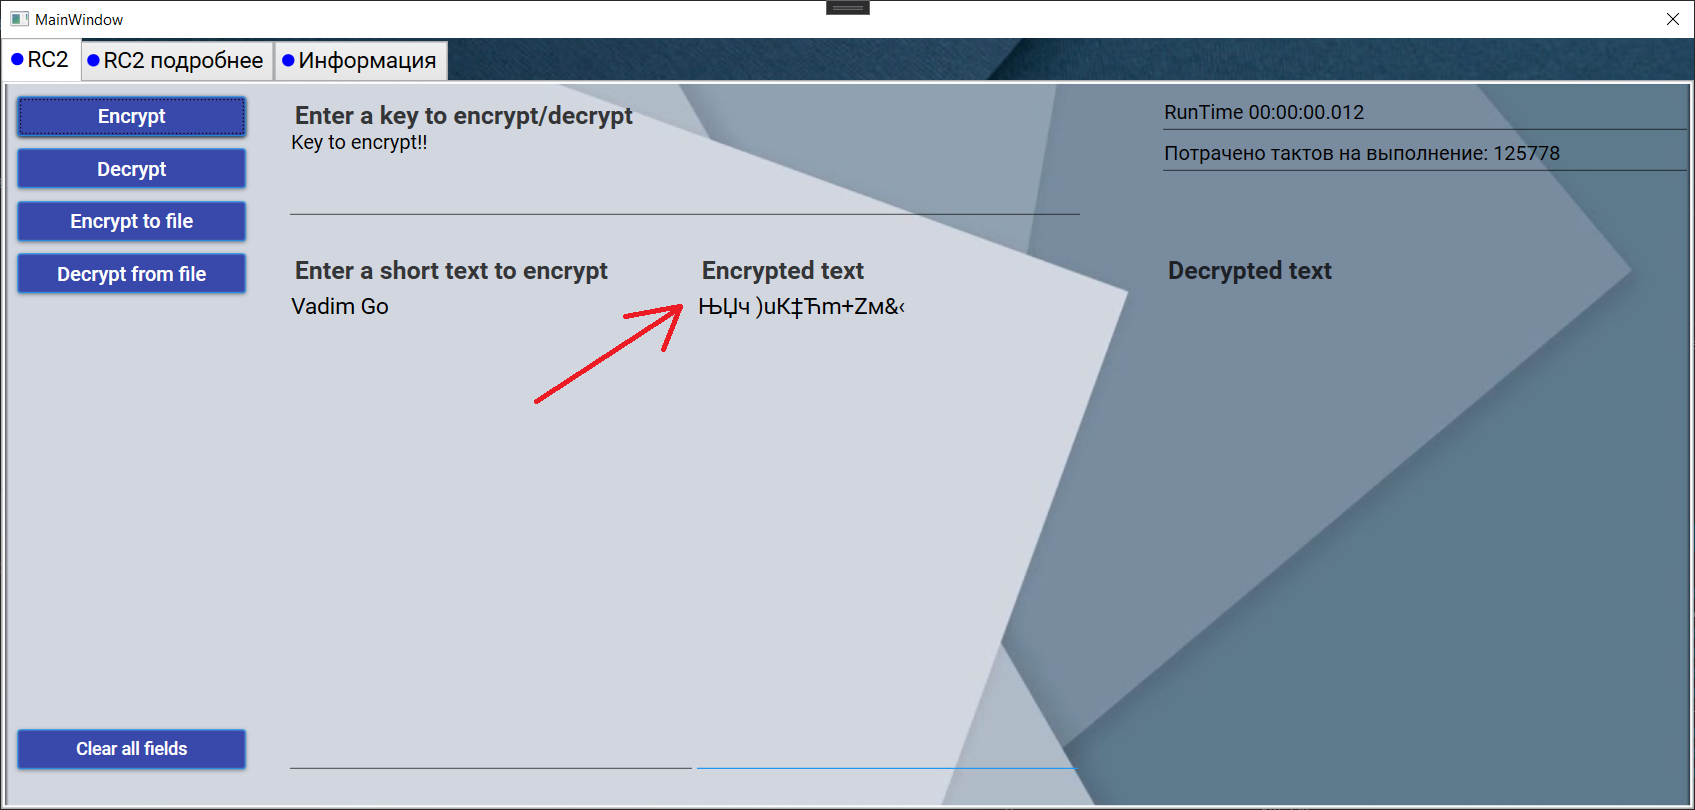 MainWindow
RC2
RC2 подробнее
Информация
Encrypt
Decrypt
Encrypt to file
Decrypt from file
Clear all fields
Enter a key to encrypt/decrypt
Key to encrypt!!
Enter a short text to encrypt
Vadim Go
Encrypted text
ЊЏч )uK‡Ћm+Zм&‹
RunTime 00:00:00.012
Потрачено тактов на выполнение: 125778
Decrypted text